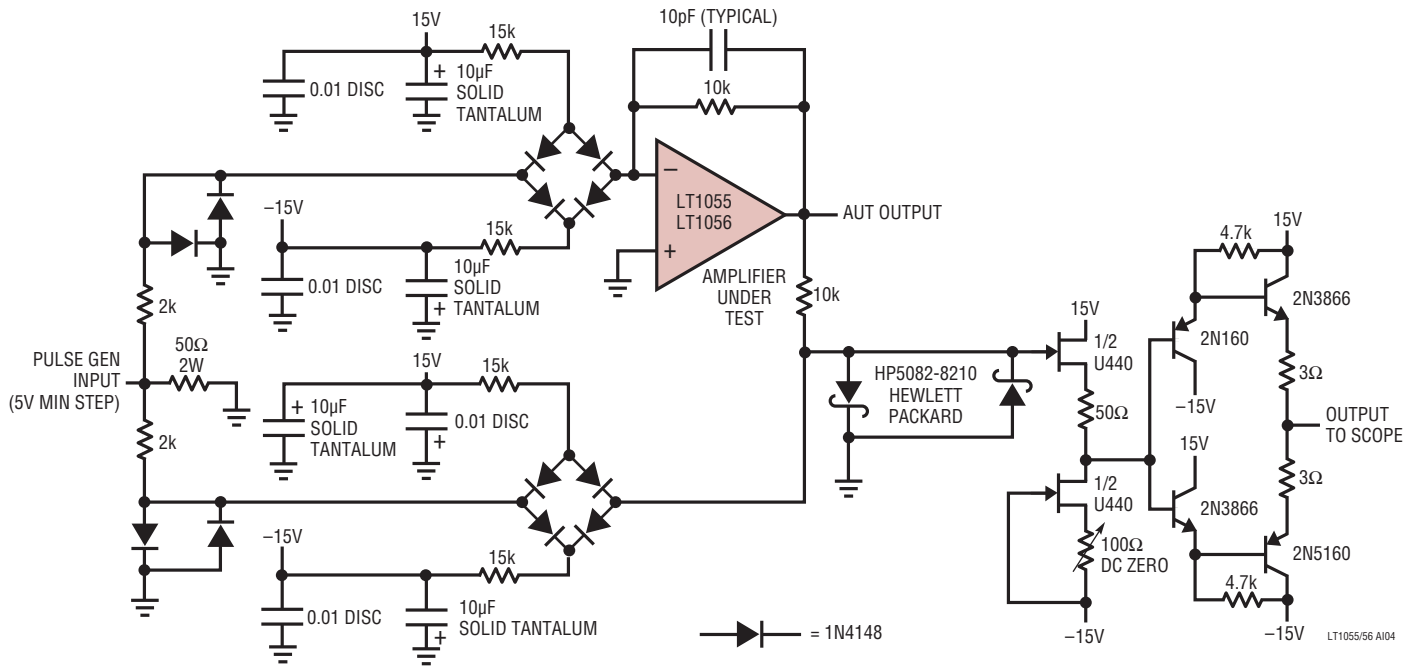 15V
15k
0.01 DISC
+ 10µF
SOLID
TANTALUM
10pF (TYPICAL)
10k
–15V
15k
0.01 DISC
10µF
SOLID
TANTALUM
+
–
LT1055
LT1056
+
AUT OUTPUT
AMPLIFIER
UNDER
TEST
10k
2k
50Ω
2W
PULSE GEN
INPUT
(5V MIN STEP)
2k
15V
15k
+ 10µF
SOLID
TANTALUM
0.01 DISC
+
–15V
15k
0.01 DISC
10µF
SOLID TANTALUM
+
HP5082-8210
HEWLETT
PACKARD
15V
1/2
U440
50Ω
1/2
U440
100Ω
DC ZERO
–15V
15V
4.7k
2N3866
2N160
–15V
3Ω
OUTPUT
TO SCOPE
3Ω
15V
2N3866
2N5160
4.7k
–15V
= 1N4148
LT1055/56 AI04